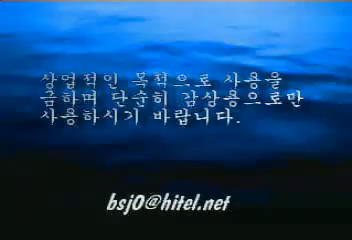 상업적인 목적으로 사용을
금하며 단순히 감상용으로만
사용하시기 바랍니다.
bsj0@hitel.net